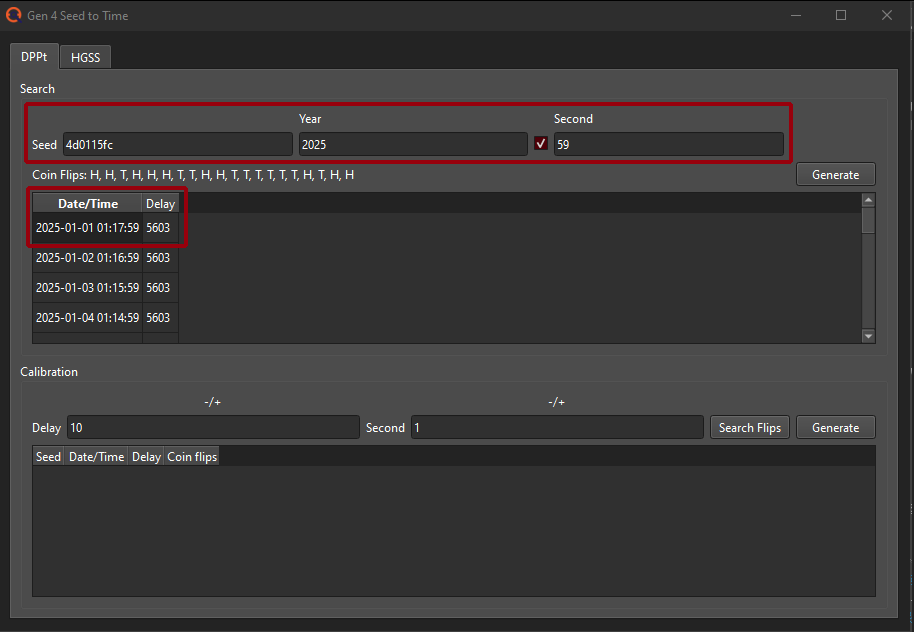 Gen 4 Seed to Time
DPPt HGSS
Search
Year Second
Seed 4d0115fc 2025 59
Coin Flips: H, H, T, H, H, H, T, T, H, H, T, T, T, T, T, H, T, H, H Generate
Date/Time Delay
2025-01-01 01:17:59 5603
2025-01-02 01:16:59 5603
2025-01-03 01:15:59 5603
2025-01-04 01:14:59 5603
Calibration
-/+ -/+
Delay 10 Second 1 Search Flips Generate
Seed Date/Time Delay Coin flips